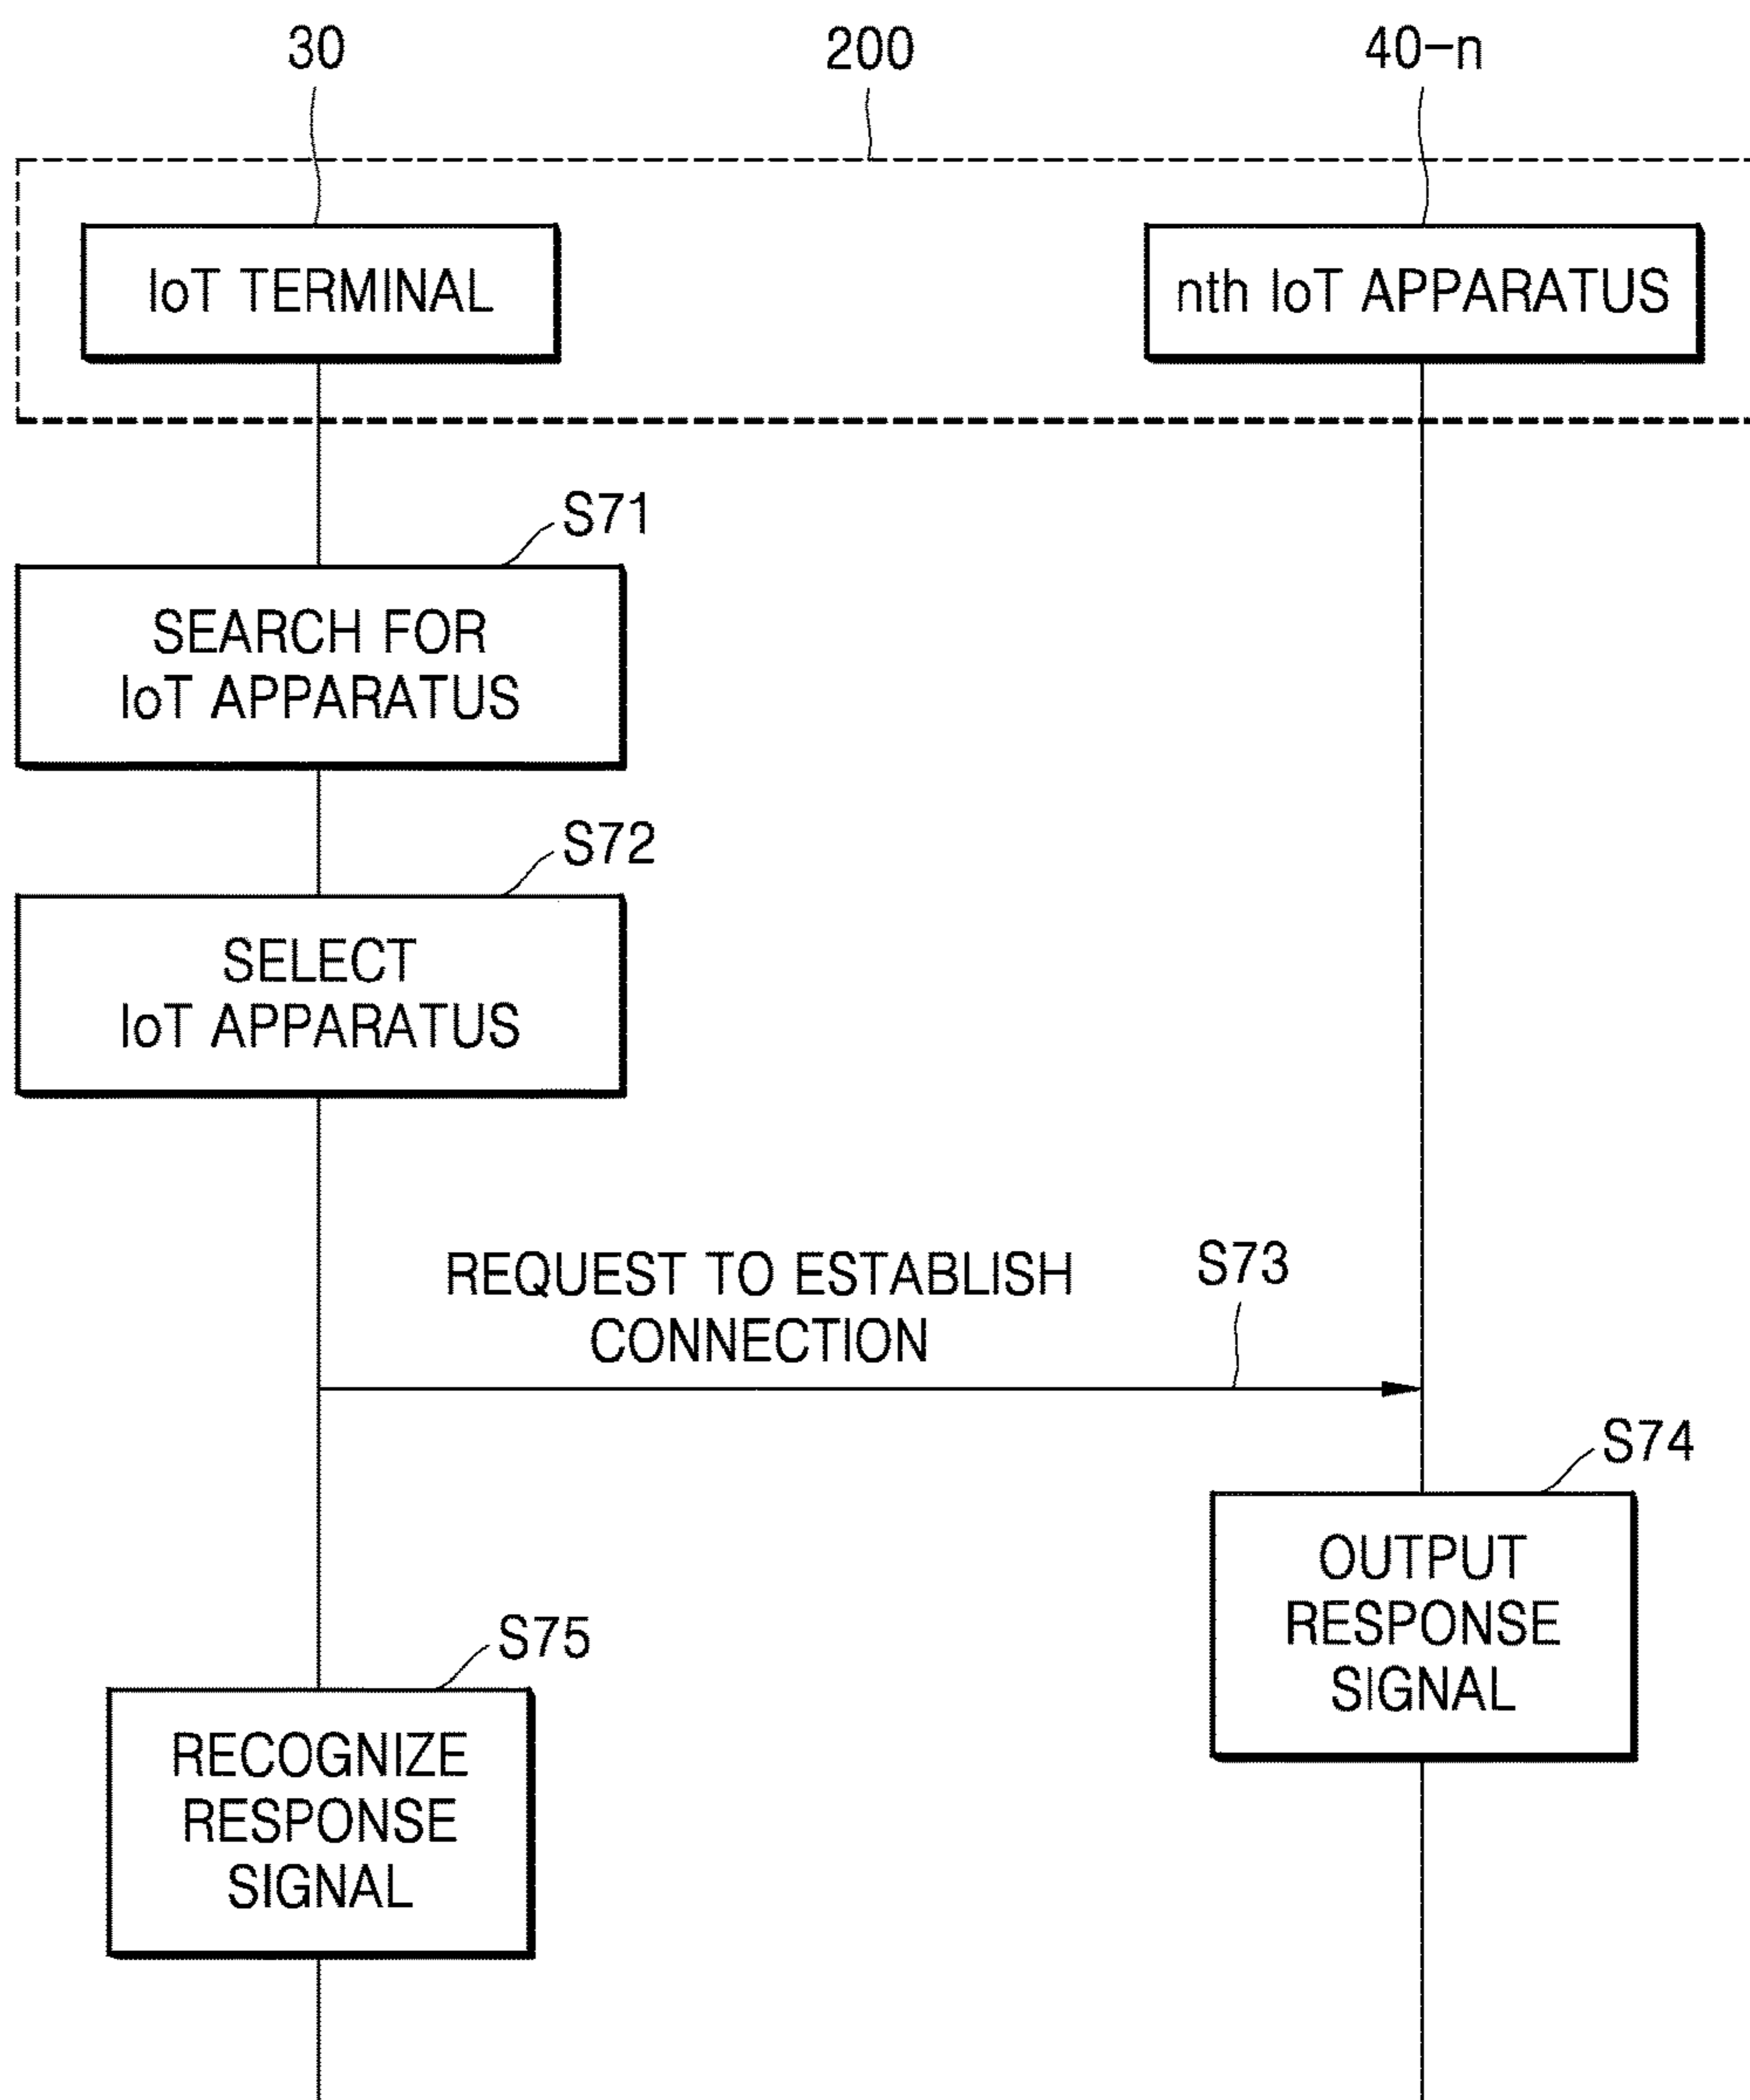 30
200
40-n
IoT TERMINAL
nth IoT APPARATUS
S71
SEARCH FOR
IoT APPARATUS
S72
SELECT
IoT APPARATUS
REQUEST TO ESTABLISH
CONNECTION
S73
S74
OUTPUT
RESPONSE
SIGNAL
S75
RECOGNIZE
RESPONSE
SIGNAL